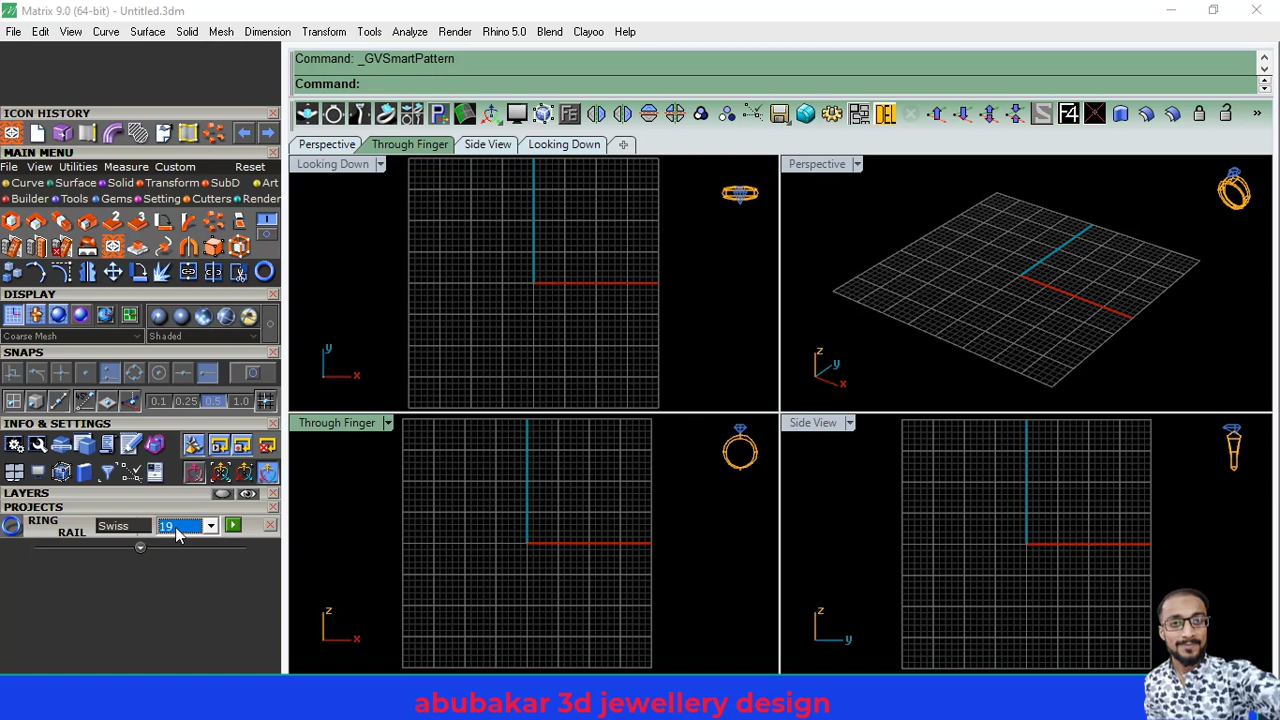 Matrix 9.0 (64-bit) - Untitled.3dm
File Edit View Curve Surface Solid Mesh Dimension Transform Tools Analyze Render Rhino 5.0 Blend Clayoo Help
Command: _GVSmartPattern
Command:
ICON HISTORY
MAIN MENU
File View Utilities Measure Custom Reset
Curve Surface Solid Transform SubD Art
Builder Tools Gems Setting Cutters Render
DISPLAY
Coarse Mesh Shaded
SNAPS
0.1 0.25 0.5 1.0
INFO & SETTINGS
LAYERS
PROJECTS
RING RAIL Swiss 19
F4
Perspective Through Finger Side View Looking Down
Looking Down
y
x
Perspective
z
y
x
Through Finger
z
x
Side View
z
y
abubakar 3d jewellery design